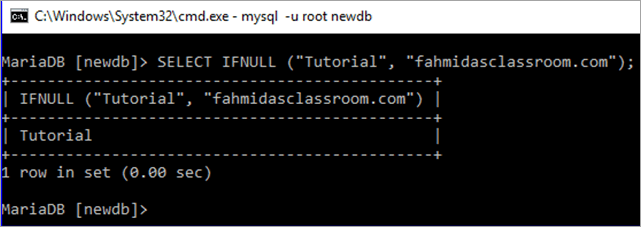 C:\Windows\System32\cmd.exe - mysql  -u root newdb
MariaDB [newdb]> SELECT IFNULL ("Tutorial", "fahmidasclassroom.com");
+----------------------------------------------+
| IFNULL ("Tutorial", "fahmidasclassroom.com") |
+----------------------------------------------+
| Tutorial                                     |
+----------------------------------------------+
1 row in set (0.00 sec)
MariaDB [newdb]>